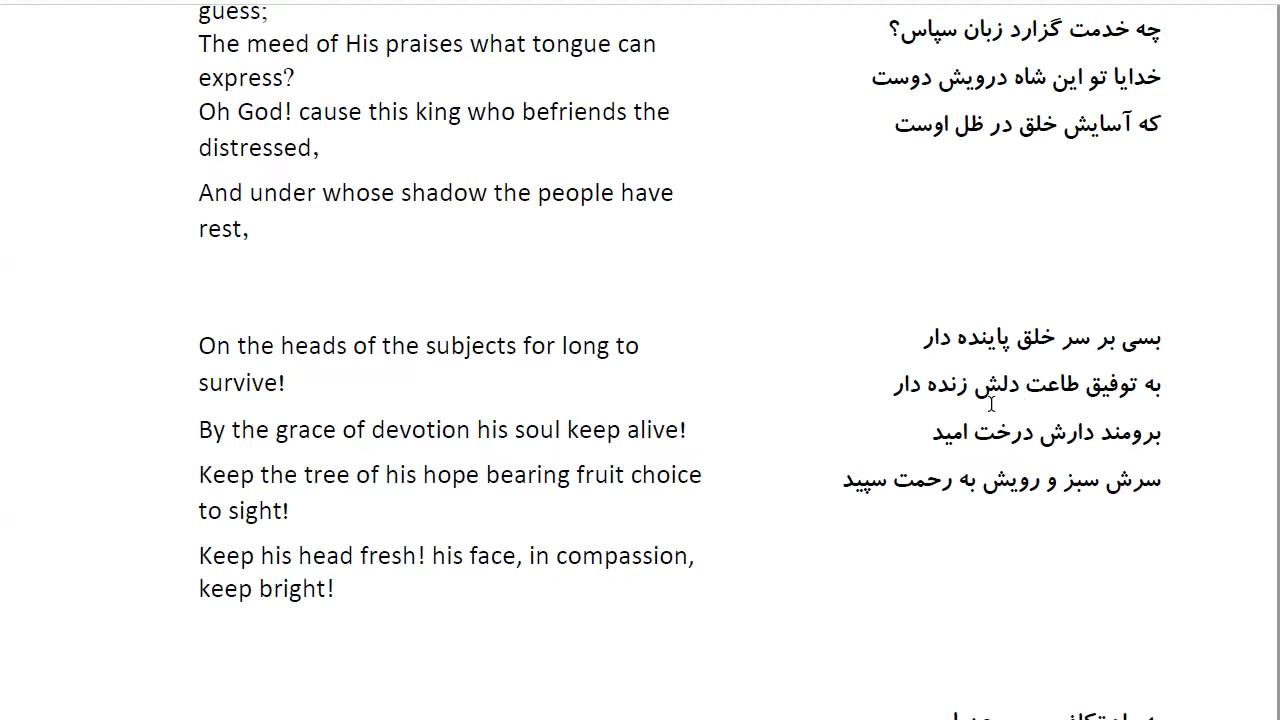 guess;
The meed of His praises what tongue can
express?
Oh God! cause this king who befriends the
distressed,
And under whose shadow the people have
rest,
چه خدمت گزارد زبان سپاس؟
خدایا تو این شاه درویش دوست
که آسایش خلق در ظل اوست
On the heads of the subjects for long to
survive!
By the grace of devotion his soul keep alive!
Keep the tree of his hope bearing fruit choice
to sight!
Keep his head fresh! his face, in compassion,
keep bright!
بسی بر سر خلق پاینده دار
به توفیق طاعت دلش زنده دار
برومند دارش درخت امید
سرش سبز و رویش به رحمت سپید